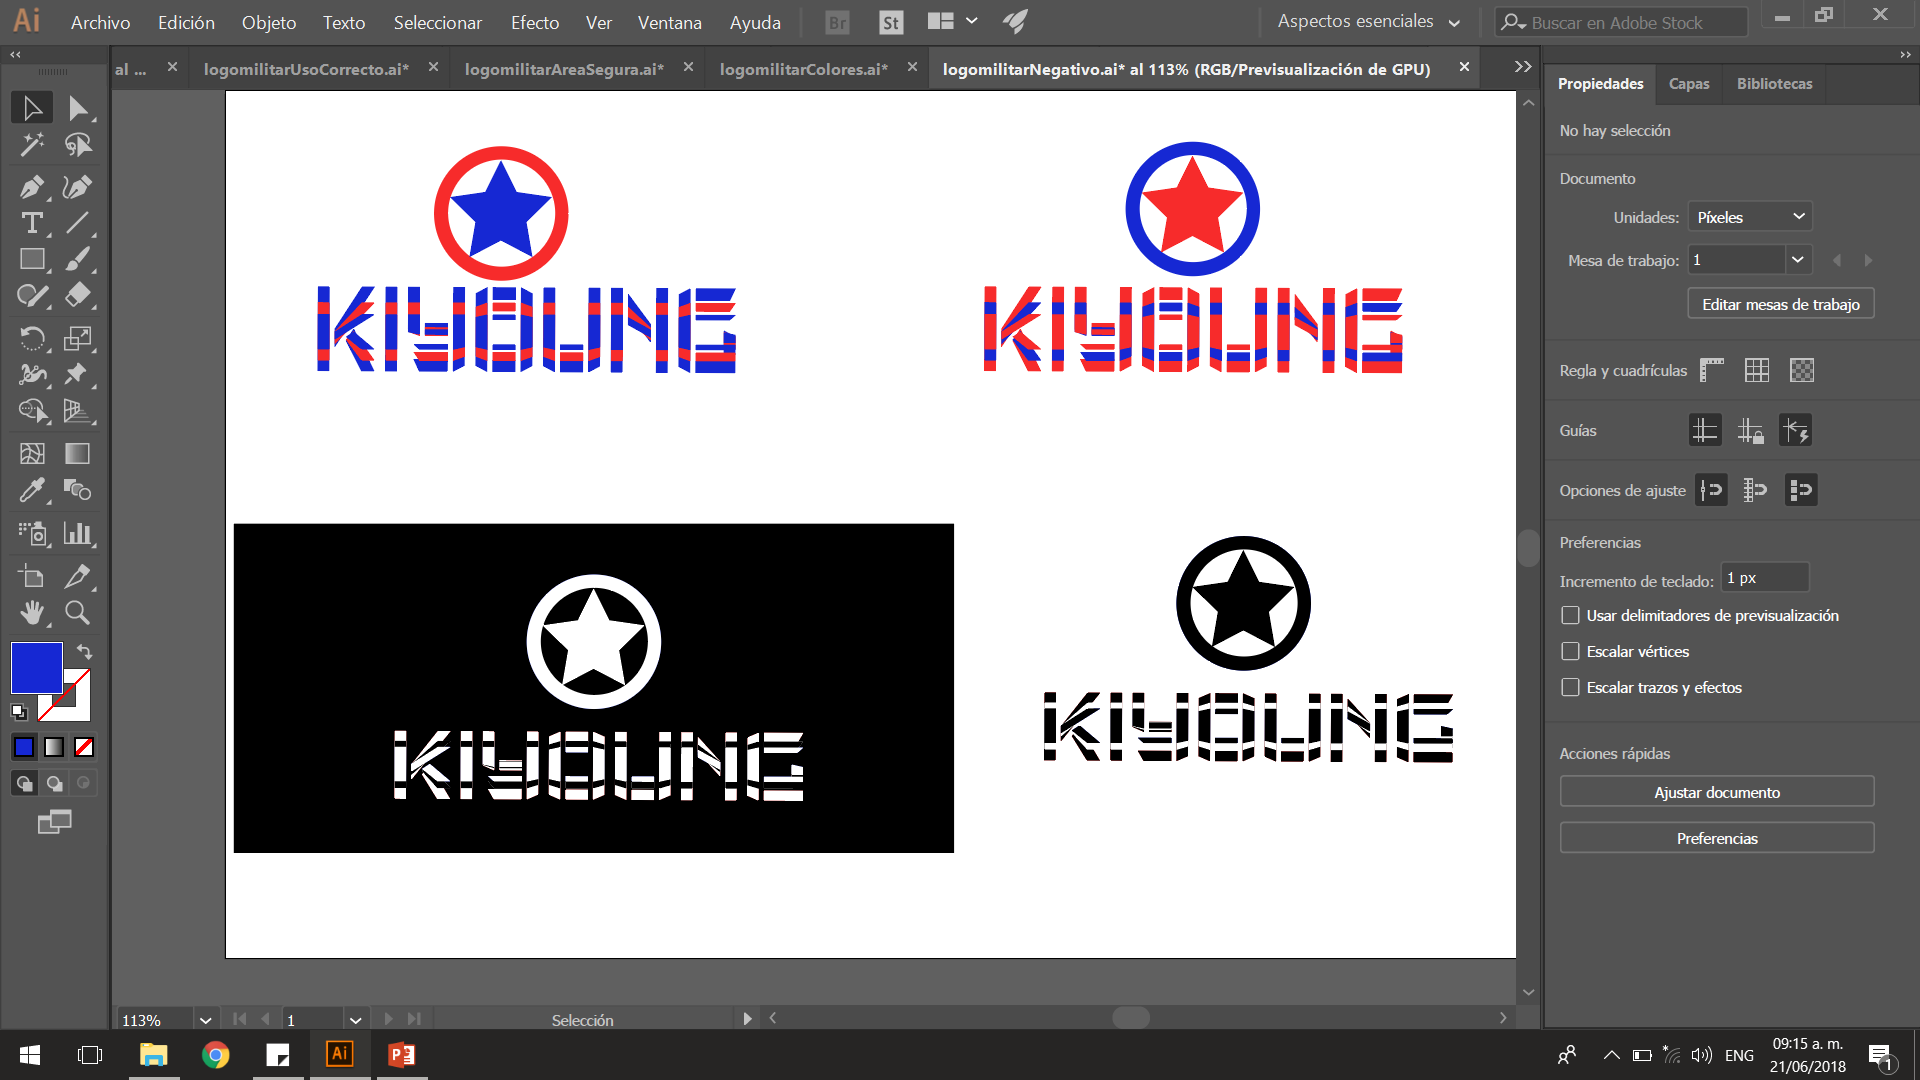 Ai Archivo Edición Objeto Texto Seleccionar Efecto Ver Ventana Ayuda Br St Aspectos esenciales Buscar en Adobe Stock
al ... logomilitarUsoCorrecto.ai* logomilitarAreaSegura.ai* logomilitarColores.ai* logomilitarNegativo.ai* al 113% (RGB/Previsualización de GPU)
Propiedades Capas Bibliotecas
No hay selección
Documento
Unidades: Píxeles
Mesa de trabajo: 1
Editar mesas de trabajo
Regla y cuadrículas
Guías
Opciones de ajuste
Preferencias
Incremento de teclado: 1 px
Usar delimitadores de previsualización
Escalar vértices
Escalar trazos y efectos
Acciones rápidas
Ajustar documento
Preferencias
KIYOUNG KIYOUNG
KIYOUNG KIYOUNG
113% 1 Selección
Ai P ENG 09:15 a. m.
21/06/2018 1